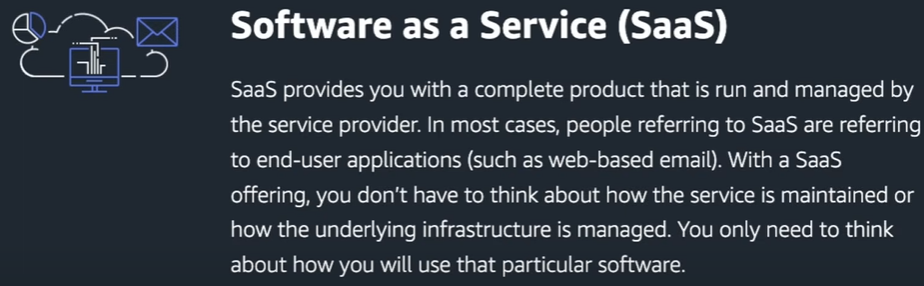 Software as a Service (SaaS)
SaaS provides you with a complete product that is run and managed by
the service provider. In most cases, people referring to SaaS are referring
to end-user applications (such as web-based email). With a SaaS
offering, you don’t have to think about how the service is maintained or
how the underlying infrastructure is managed. You only need to think
about how you will use that particular software.